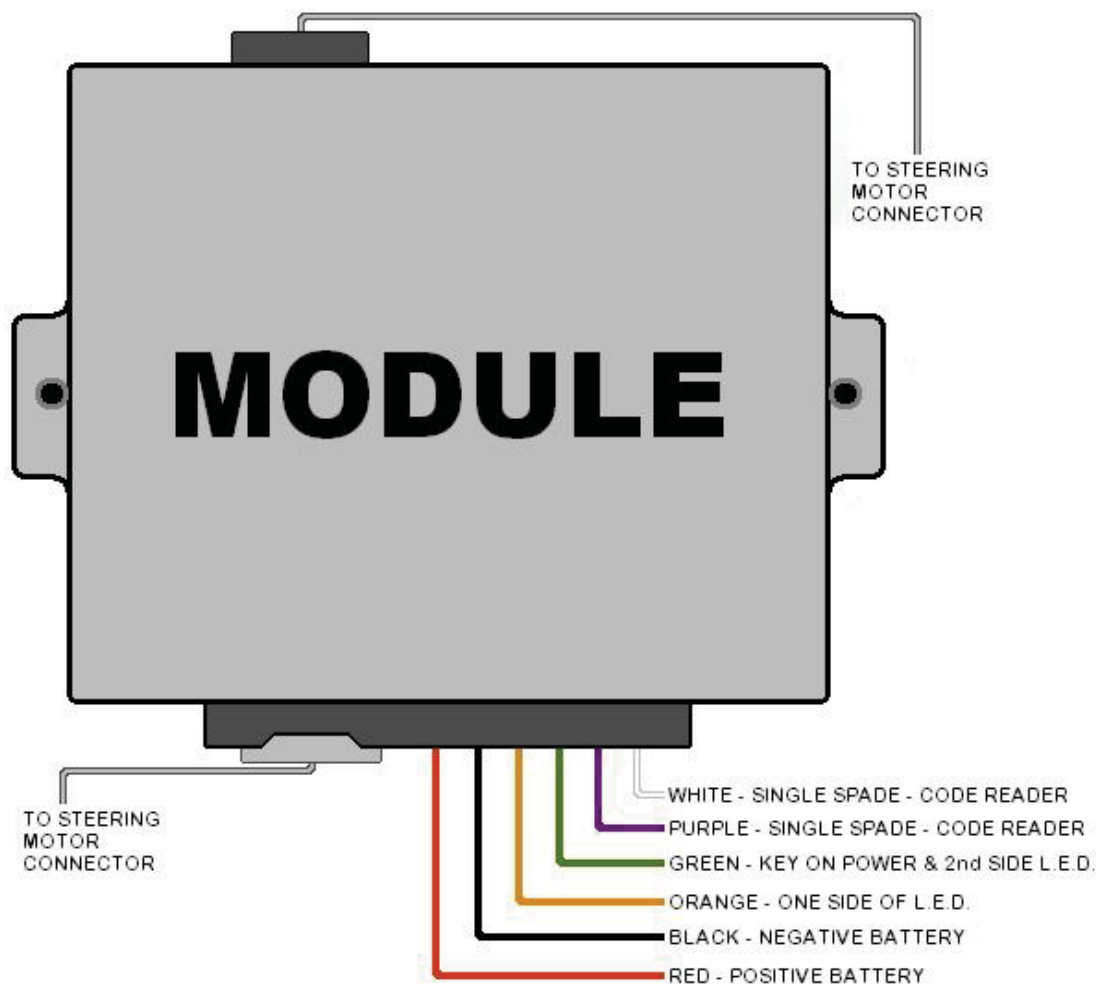 TO STEERING
MOTOR
CONNECTOR
MODULE
TO STEERING
MOTOR
CONNECTOR
WHITE - SINGLE SPADE - CODE READER
PURPLE - SINGLE SPADE - CODE READER
GREEN - KEY ON POWER & 2nd SIDE L.E.D.
ORANGE - ONE SIDE OF L.E.D.
BLACK - NEGATIVE BATTERY
RED - POSITIVE BATTERY